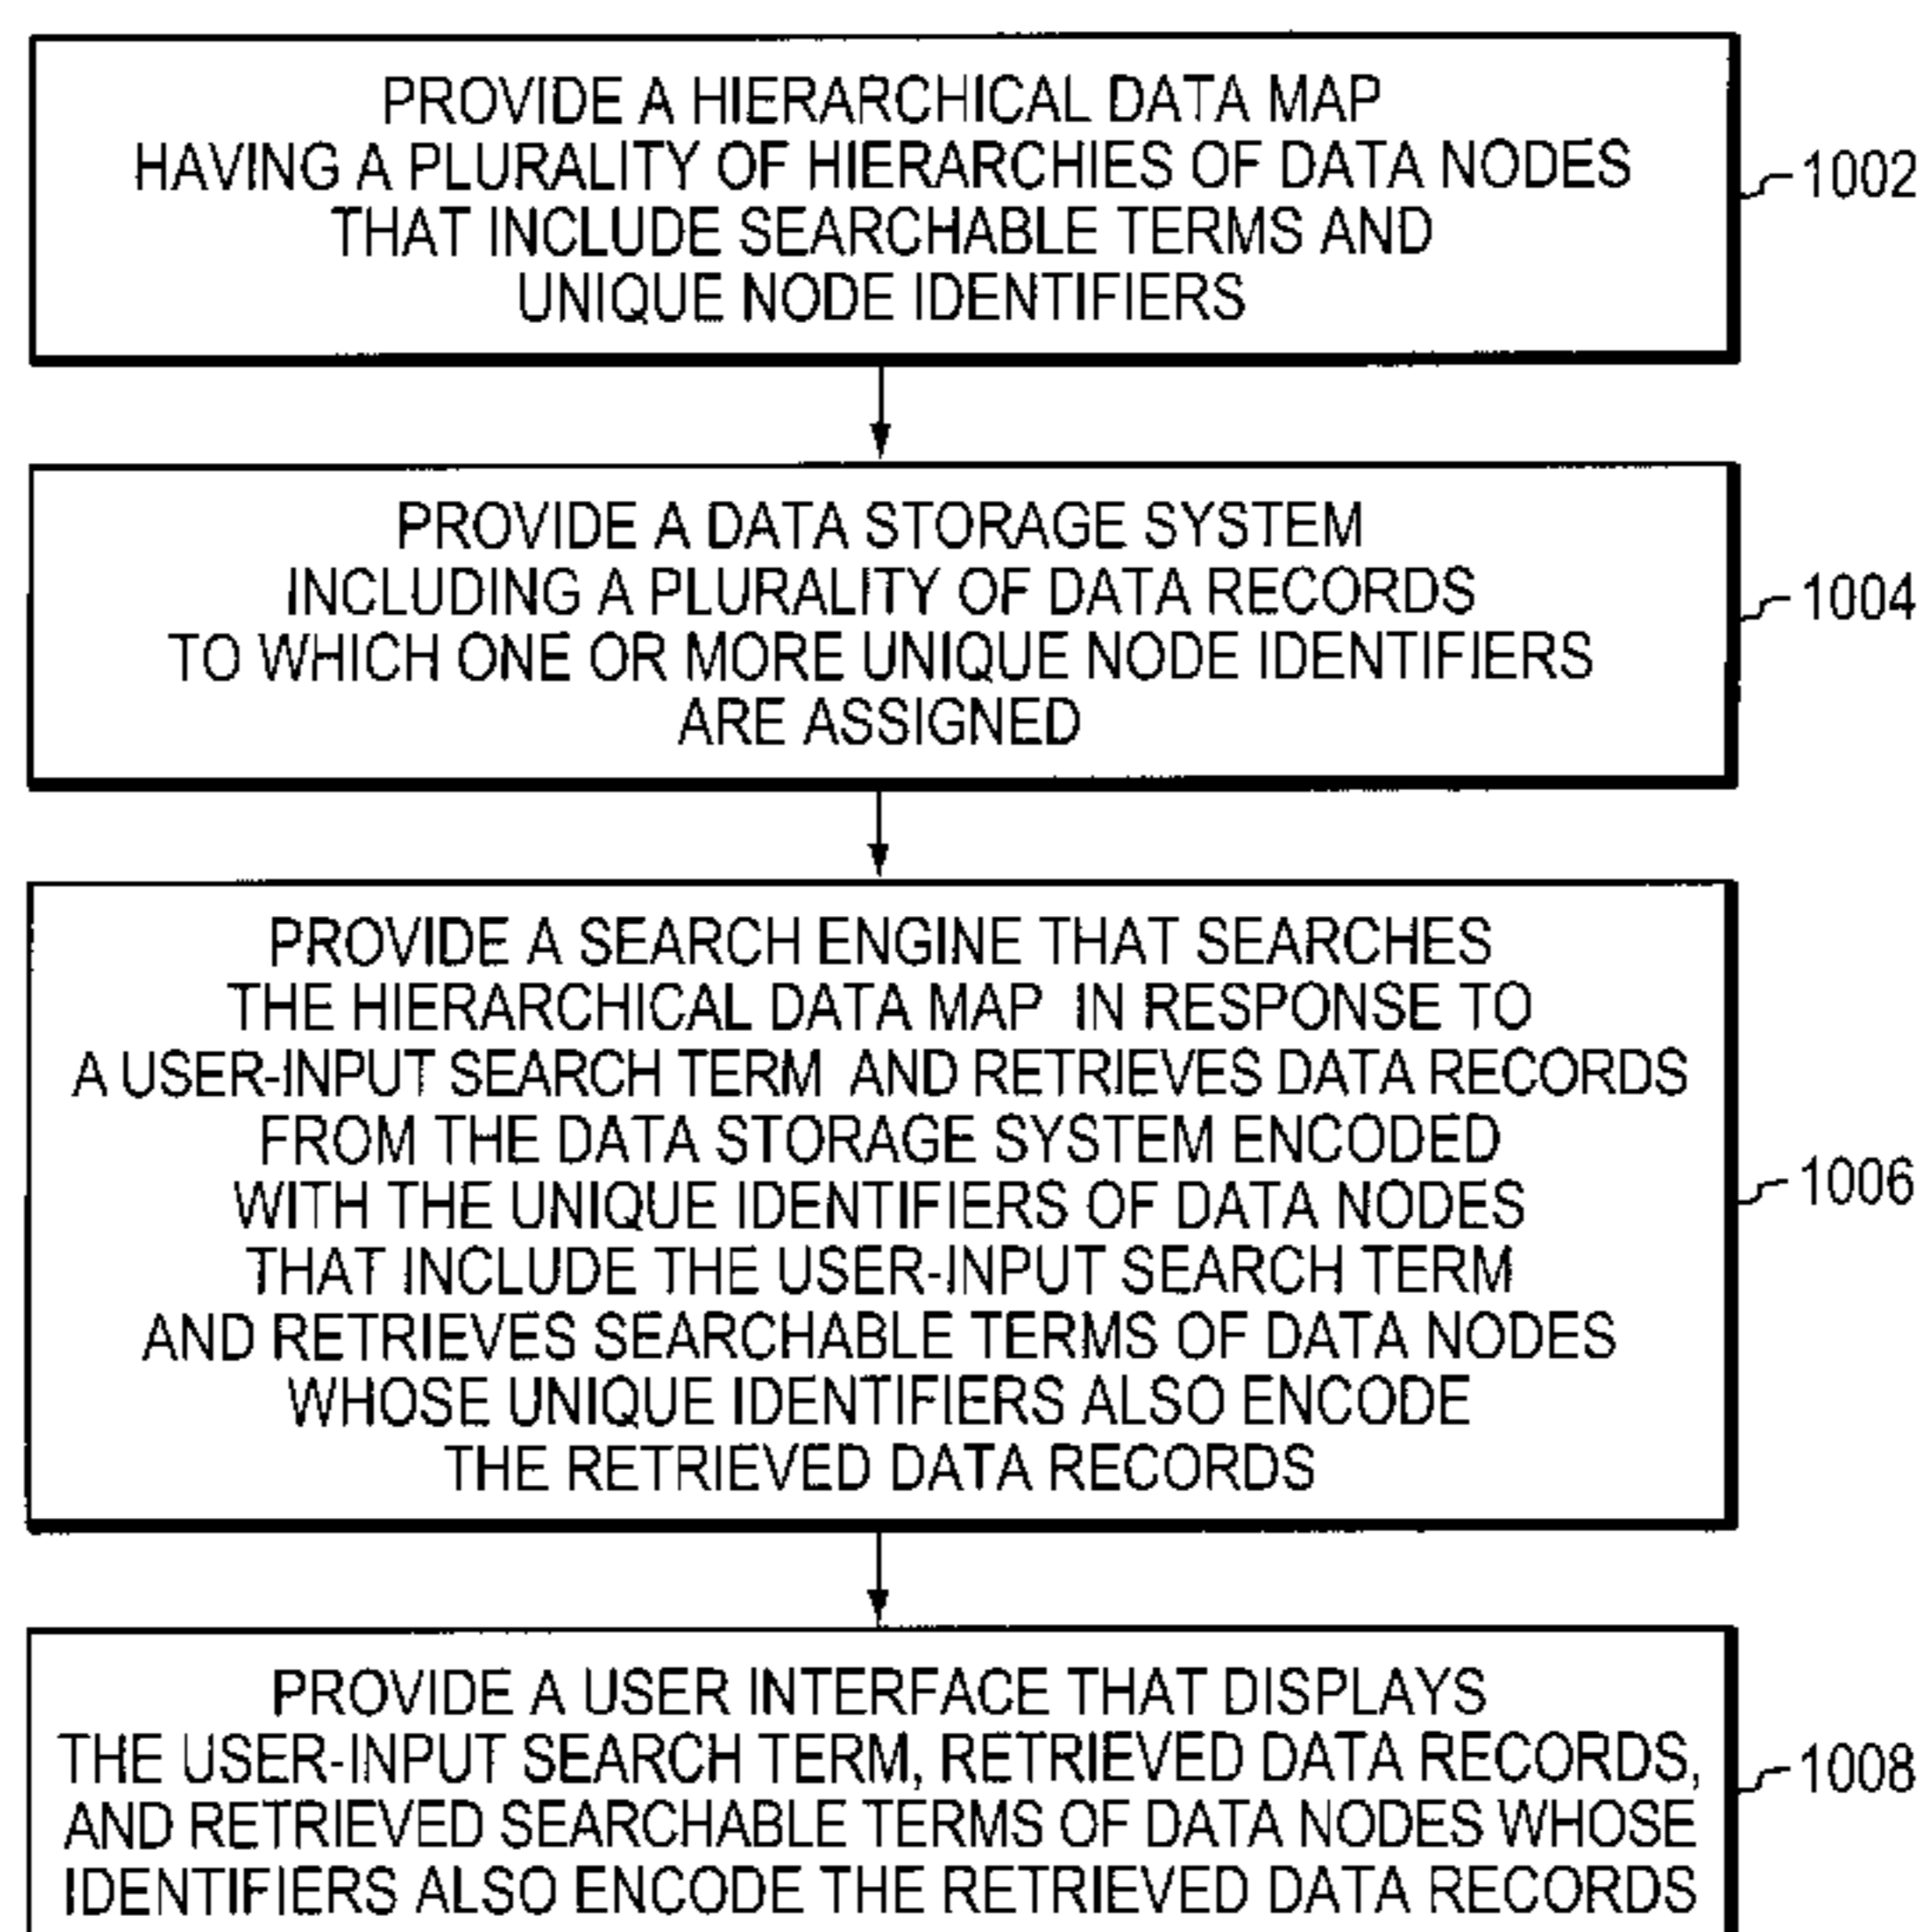 PROVIDE A HIERARCHICAL DATA MAP
HAVING A PLURALITY OF HIERARCHIES OF DATA NODES
THAT INCLUDE SEARCHABLE TERMS AND
UNIQUE NODE IDENTIFIERS
1002
PROVIDE A DATA STORAGE SYSTEM
INCLUDING A PLURALITY OF DATA RECORDS
TO WHICH ONE OR MORE UNIQUE NODE IDENTIFIERS
ARE ASSIGNED
1004
PROVIDE A SEARCH ENGINE THAT SEARCHES
THE HIERARCHICAL DATA MAP IN RESPONSE TO
A USER-INPUT SEARCH TERM AND RETRIEVES DATA RECORDS
FROM THE DATA STORAGE SYSTEM ENCODED
WITH THE UNIQUE IDENTIFIERS OF DATA NODES
THAT INCLUDE THE USER-INPUT SEARCH TERM
AND RETRIEVES SEARCHABLE TERMS OF DATA NODES
WHOSE UNIQUE IDENTIFIERS ALSO ENCODE
THE RETRIEVED DATA RECORDS
1006
PROVIDE A USER INTERFACE THAT DISPLAYS
THE USER-INPUT SEARCH TERM, RETRIEVED DATA RECORDS,
AND RETRIEVED SEARCHABLE TERMS OF DATA NODES WHOSE
IDENTIFIERS ALSO ENCODE THE RETRIEVED DATA RECORDS
1008